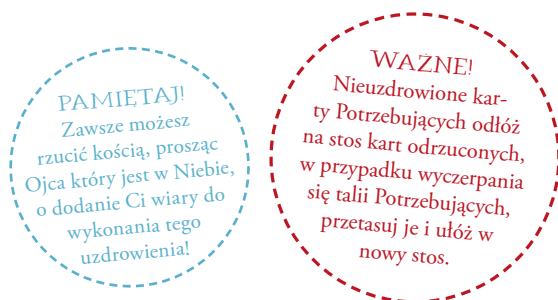 PAMIĘTAJ!
Zawsze możesz
rzucić kością, prosząc
Ojca który jest w Niebie,
o dodanie Ci wiary do
wykonania tego
uzdrowienia!
WAŻNE!
Nieuzdrowione kar-
ty Potrzebujących odłóż
na stos kart odrzuconych,
w przypadku wyczerpania
się talii Potrzebujących,
przetasuj je i ułóż w
nowy stos.